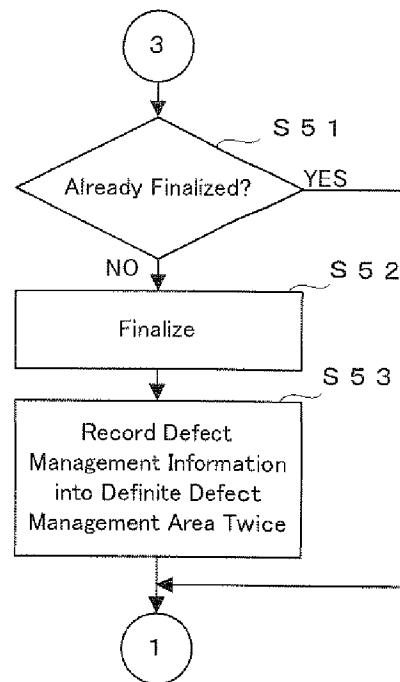 3
S 5 1
Already Finalized?
YES
NO
S 5 2
Finalize
S 5 3
Record Defect
Management Information
into Definite Defect
Management Area Twice
1